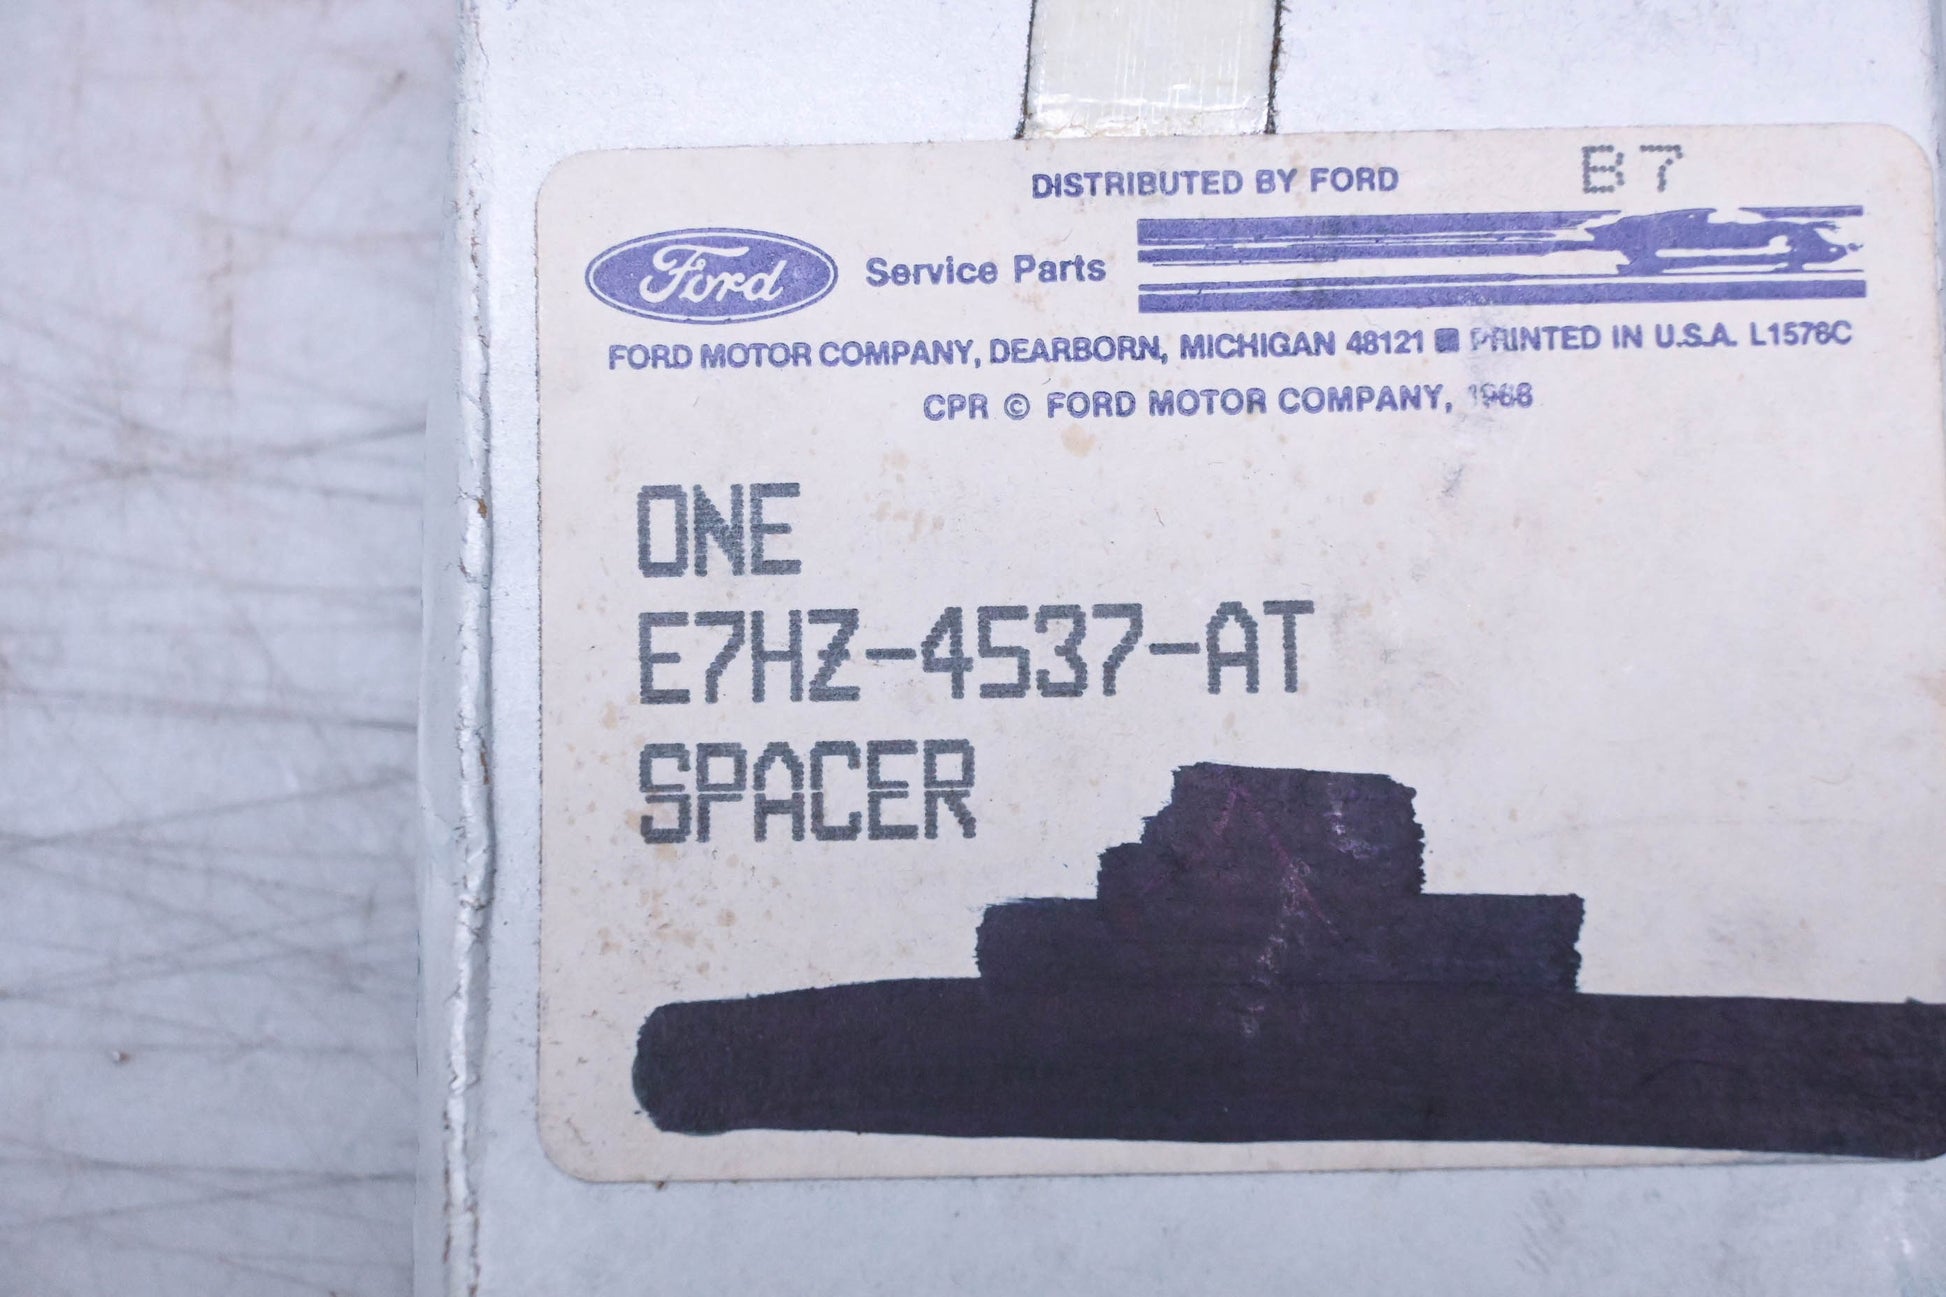 DISTRIBUTED BY FORD B7
Ford Service Parts
FORD MOTOR COMPANY, DEARBORN, MICHIGAN 48121 ■ PRINTED IN U.S.A. L1576C
CPR © FORD MOTOR COMPANY, 1988
ONE
E7HZ-4537-AT
SPACER